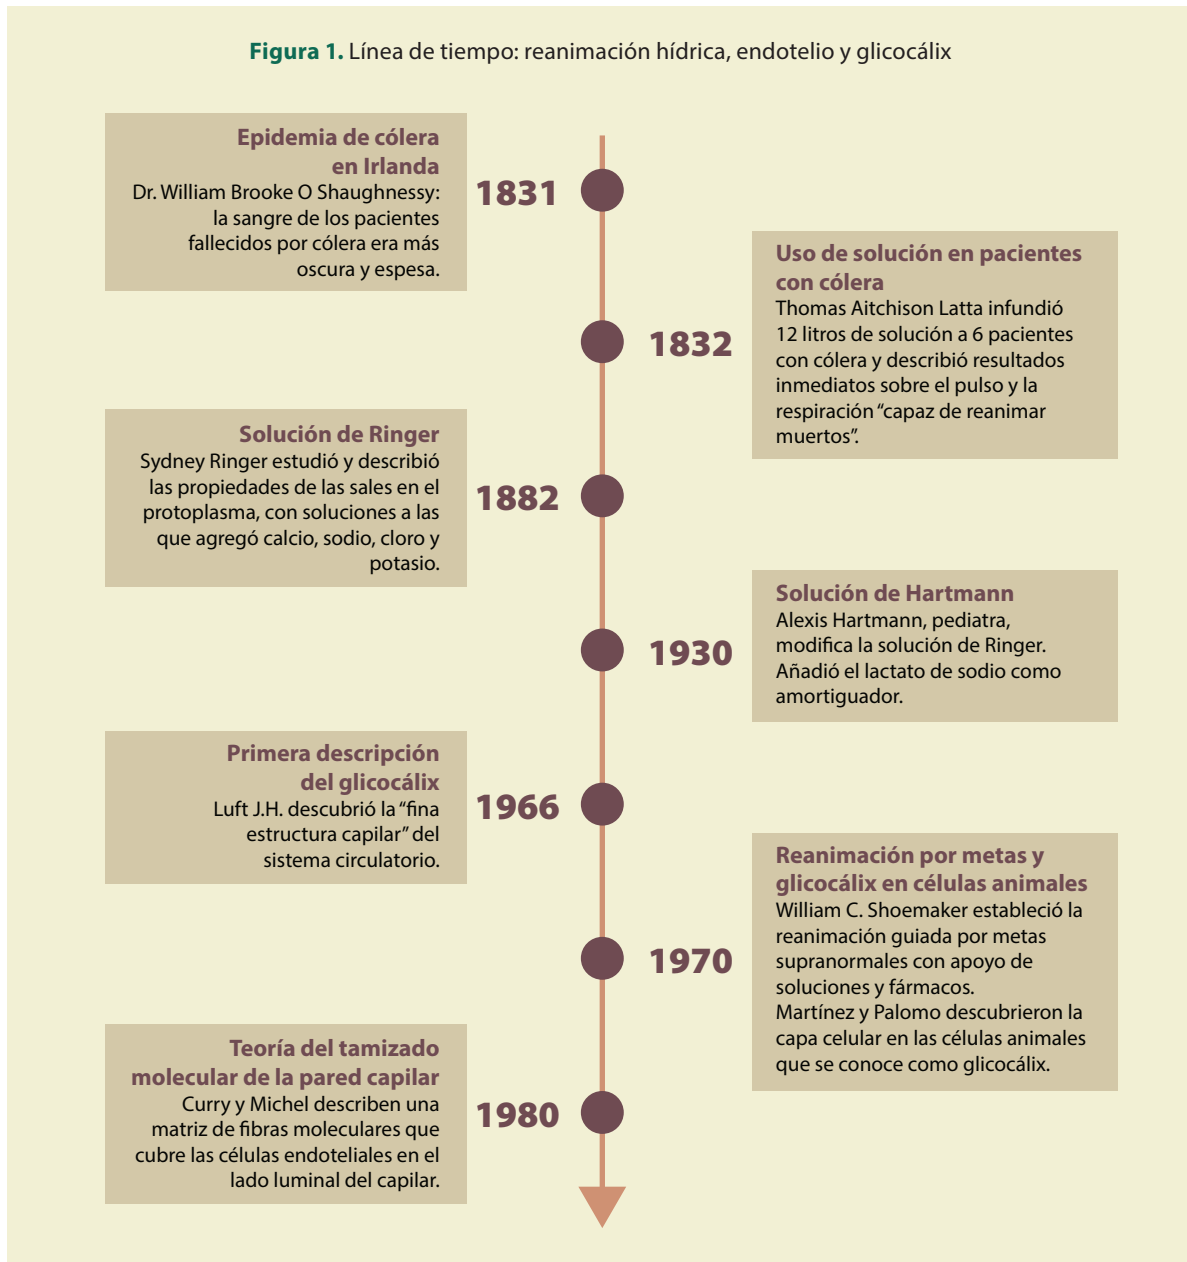 Figura 1. Línea de tiempo: reanimación hídrica, endotelio y glicocálix
Epidemia de cólera
en Irlanda
Dr. William Brooke O Shaughnessy:
la sangre de los pacientes
fallecidos por cólera era más
oscura y espesa.
1831
Uso de solución en pacientes
con cólera
Thomas Aitchison Latta infundió
12 litros de solución a 6 pacientes
con cólera y describió resultados
inmediatos sobre el pulso y la
respiración “capaz de reanimar
muertos”.
1832
Solución de Ringer
Sydney Ringer estudió y describió
las propiedades de las sales en el
protoplasma, con soluciones a las
que agregó calcio, sodio, cloro y
potasio.
1882
Solución de Hartmann
Alexis Hartmann, pediatra,
modifica la solución de Ringer.
Añadió el lactato de sodio como
amortiguador.
1930
Primera descripción
del glicocálix
Luft J.H. descubrió la “fina
estructura capilar” del
sistema circulatorio.
1966
Reanimación por metas y
glicocálix en células animales
William C. Shoemaker estableció la
reanimación guiada por metas
supranormales con apoyo de
soluciones y fármacos.
Martínez y Palomo descubrieron la
capa celular en las células animales
que se conoce como glicocálix.
1970
Teoría del tamizado
molecular de la pared capilar
Curry y Michel describen una
matriz de fibras moleculares que
cubre las células endoteliales en el
lado luminal del capilar.
1980